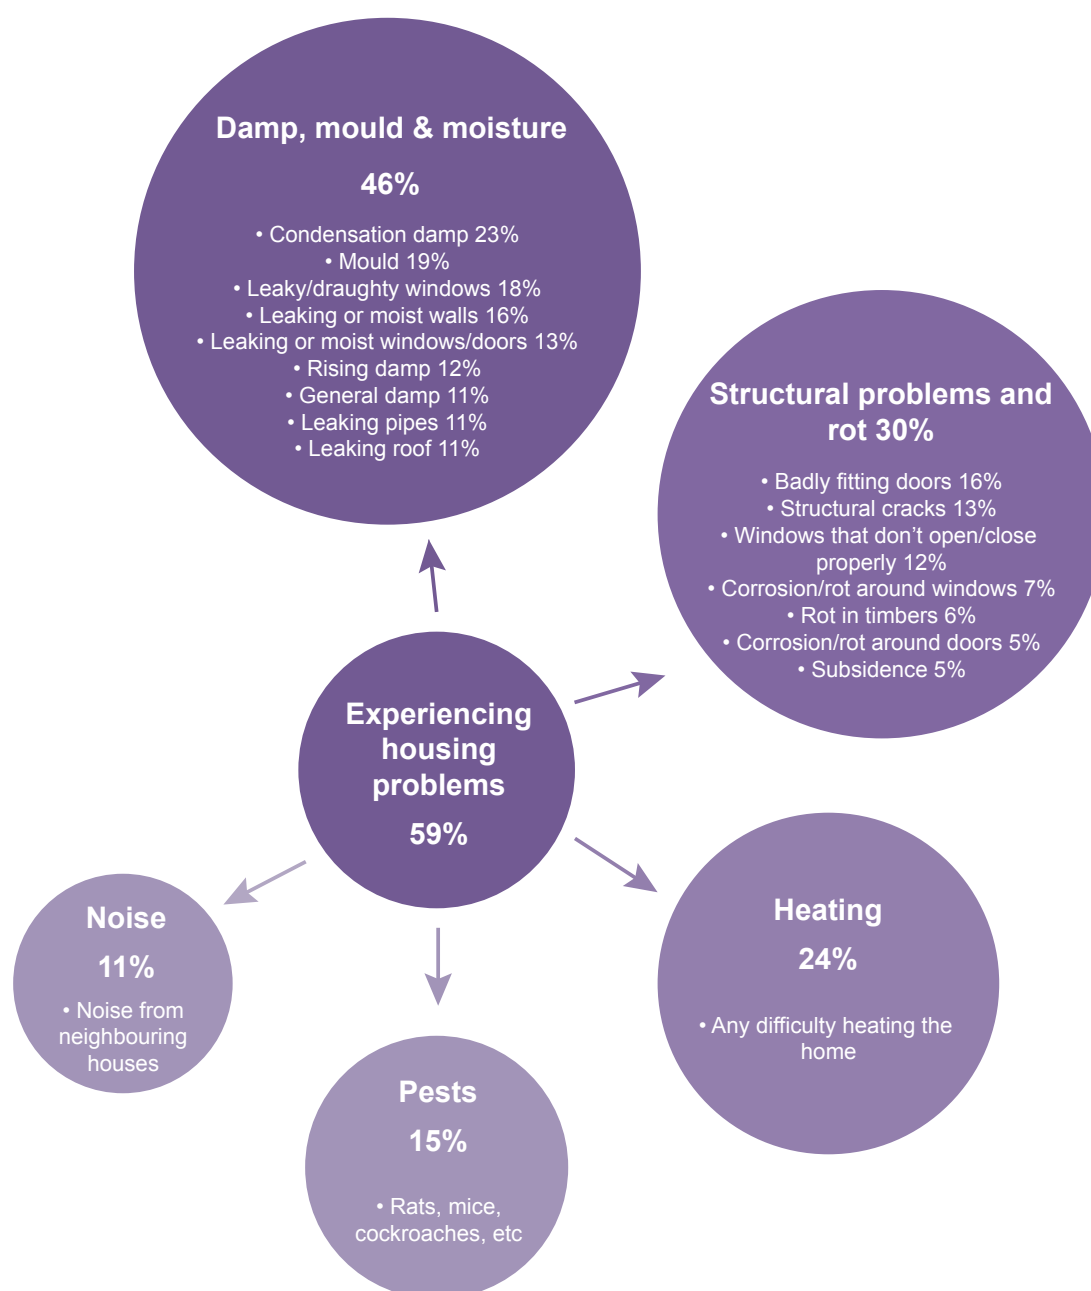 Damp, mould & moisture
46%
• Condensation damp 23%
• Mould 19%
• Leaky/draughty windows 18%
• Leaking or moist walls 16%
• Leaking or moist windows/doors 13%
• Rising damp 12%
• General damp 11%
• Leaking pipes 11%
• Leaking roof 11%
Structural problems and
rot 30%
• Badly fitting doors 16%
• Structural cracks 13%
• Windows that don’t open/close
properly 12%
• Corrosion/rot around windows 7%
• Rot in timbers 6%
• Corrosion/rot around doors 5%
• Subsidence 5%
Experiencing
housing
problems
59%
Heating
24%
• Any difficulty heating the
home
Noise
11%
• Noise from
neighbouring
houses
Pests
15%
• Rats, mice,
cockroaches, etc